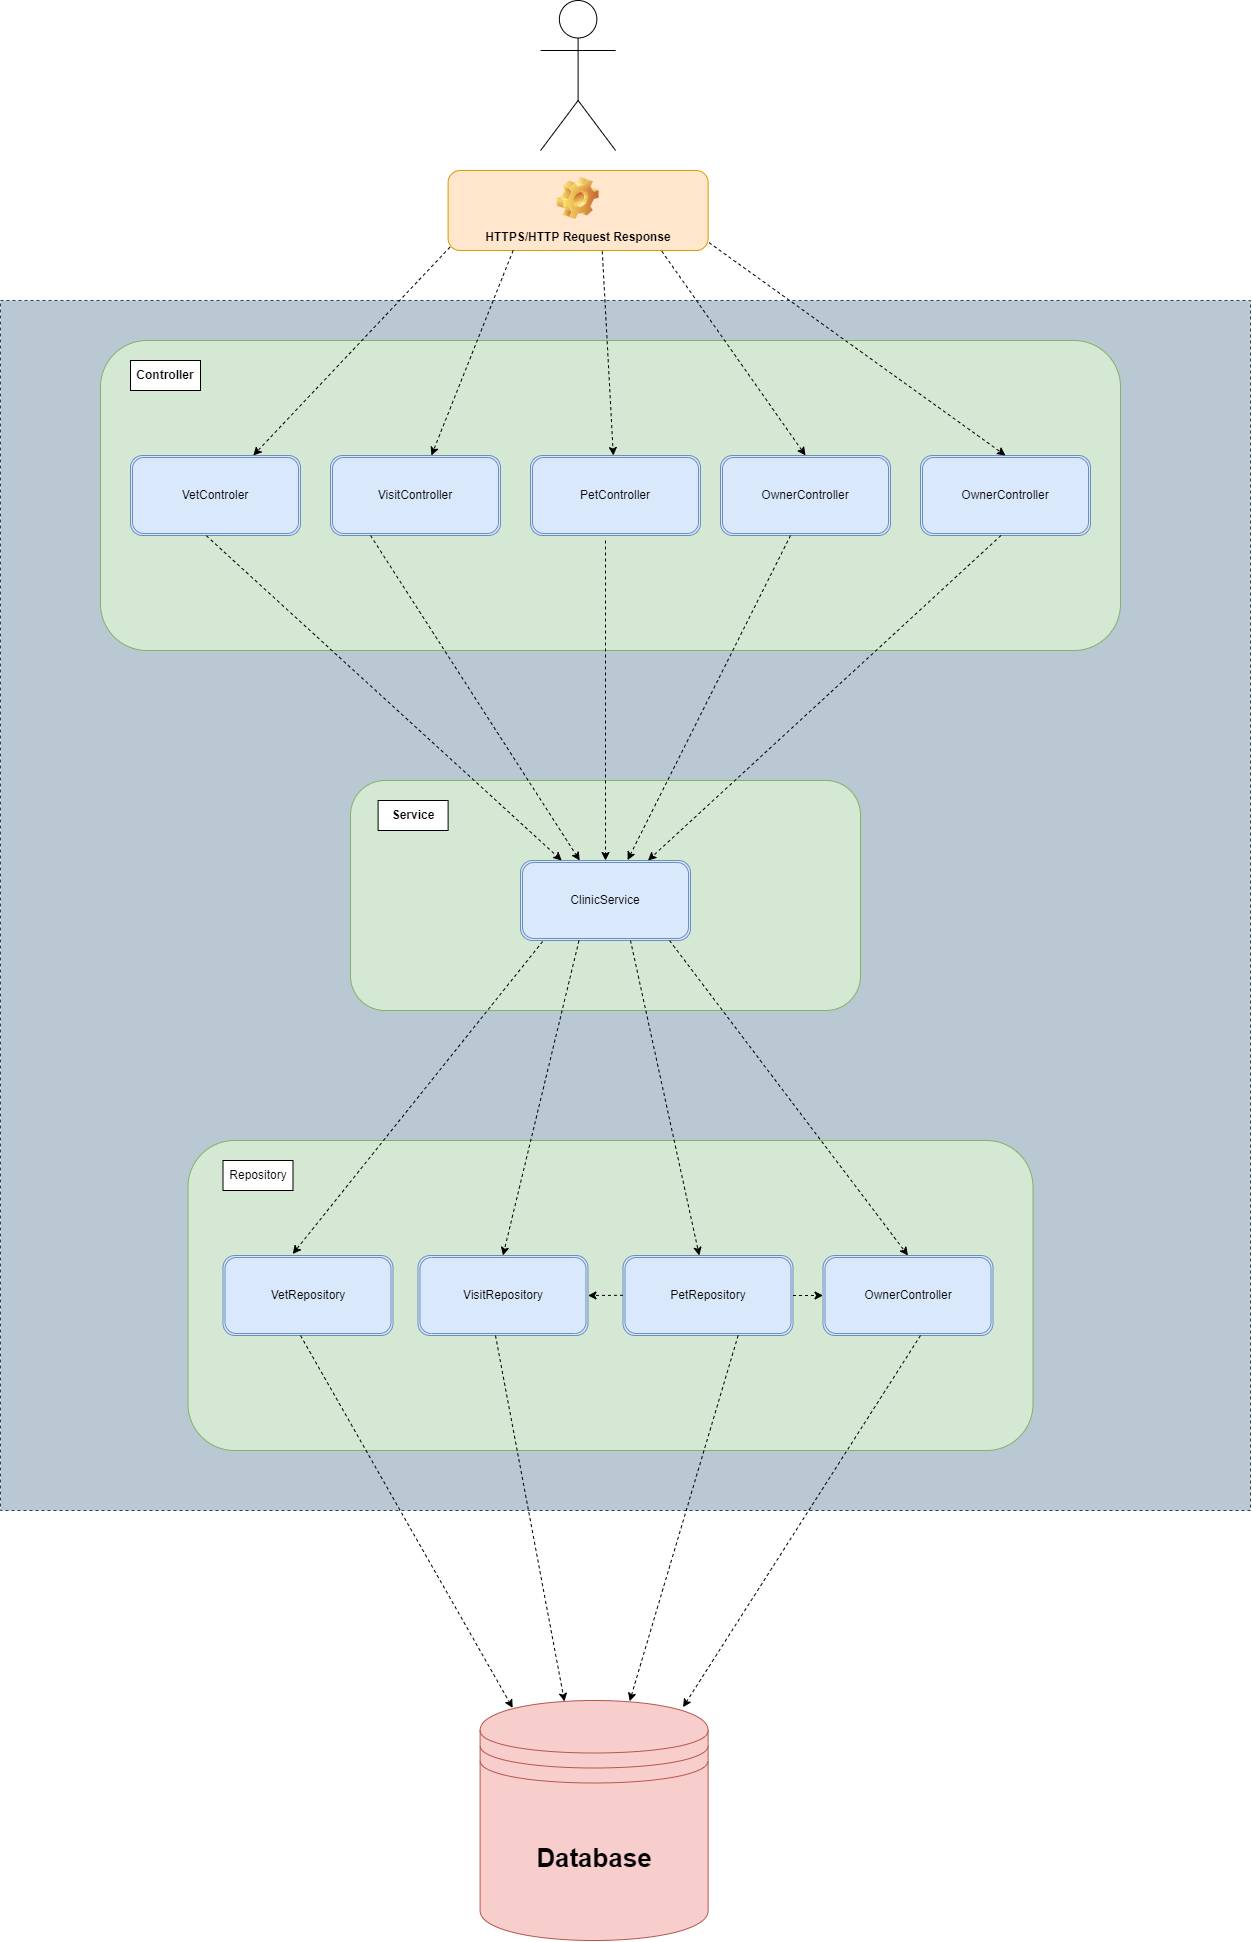 HTTPS/HTTP Request Response
Controller
VetControler
VisitController
PetController
OwnerController
OwnerController
Service
ClinicService
Repository
VetRepository
VisitRepository
PetRepository
OwnerController
Database